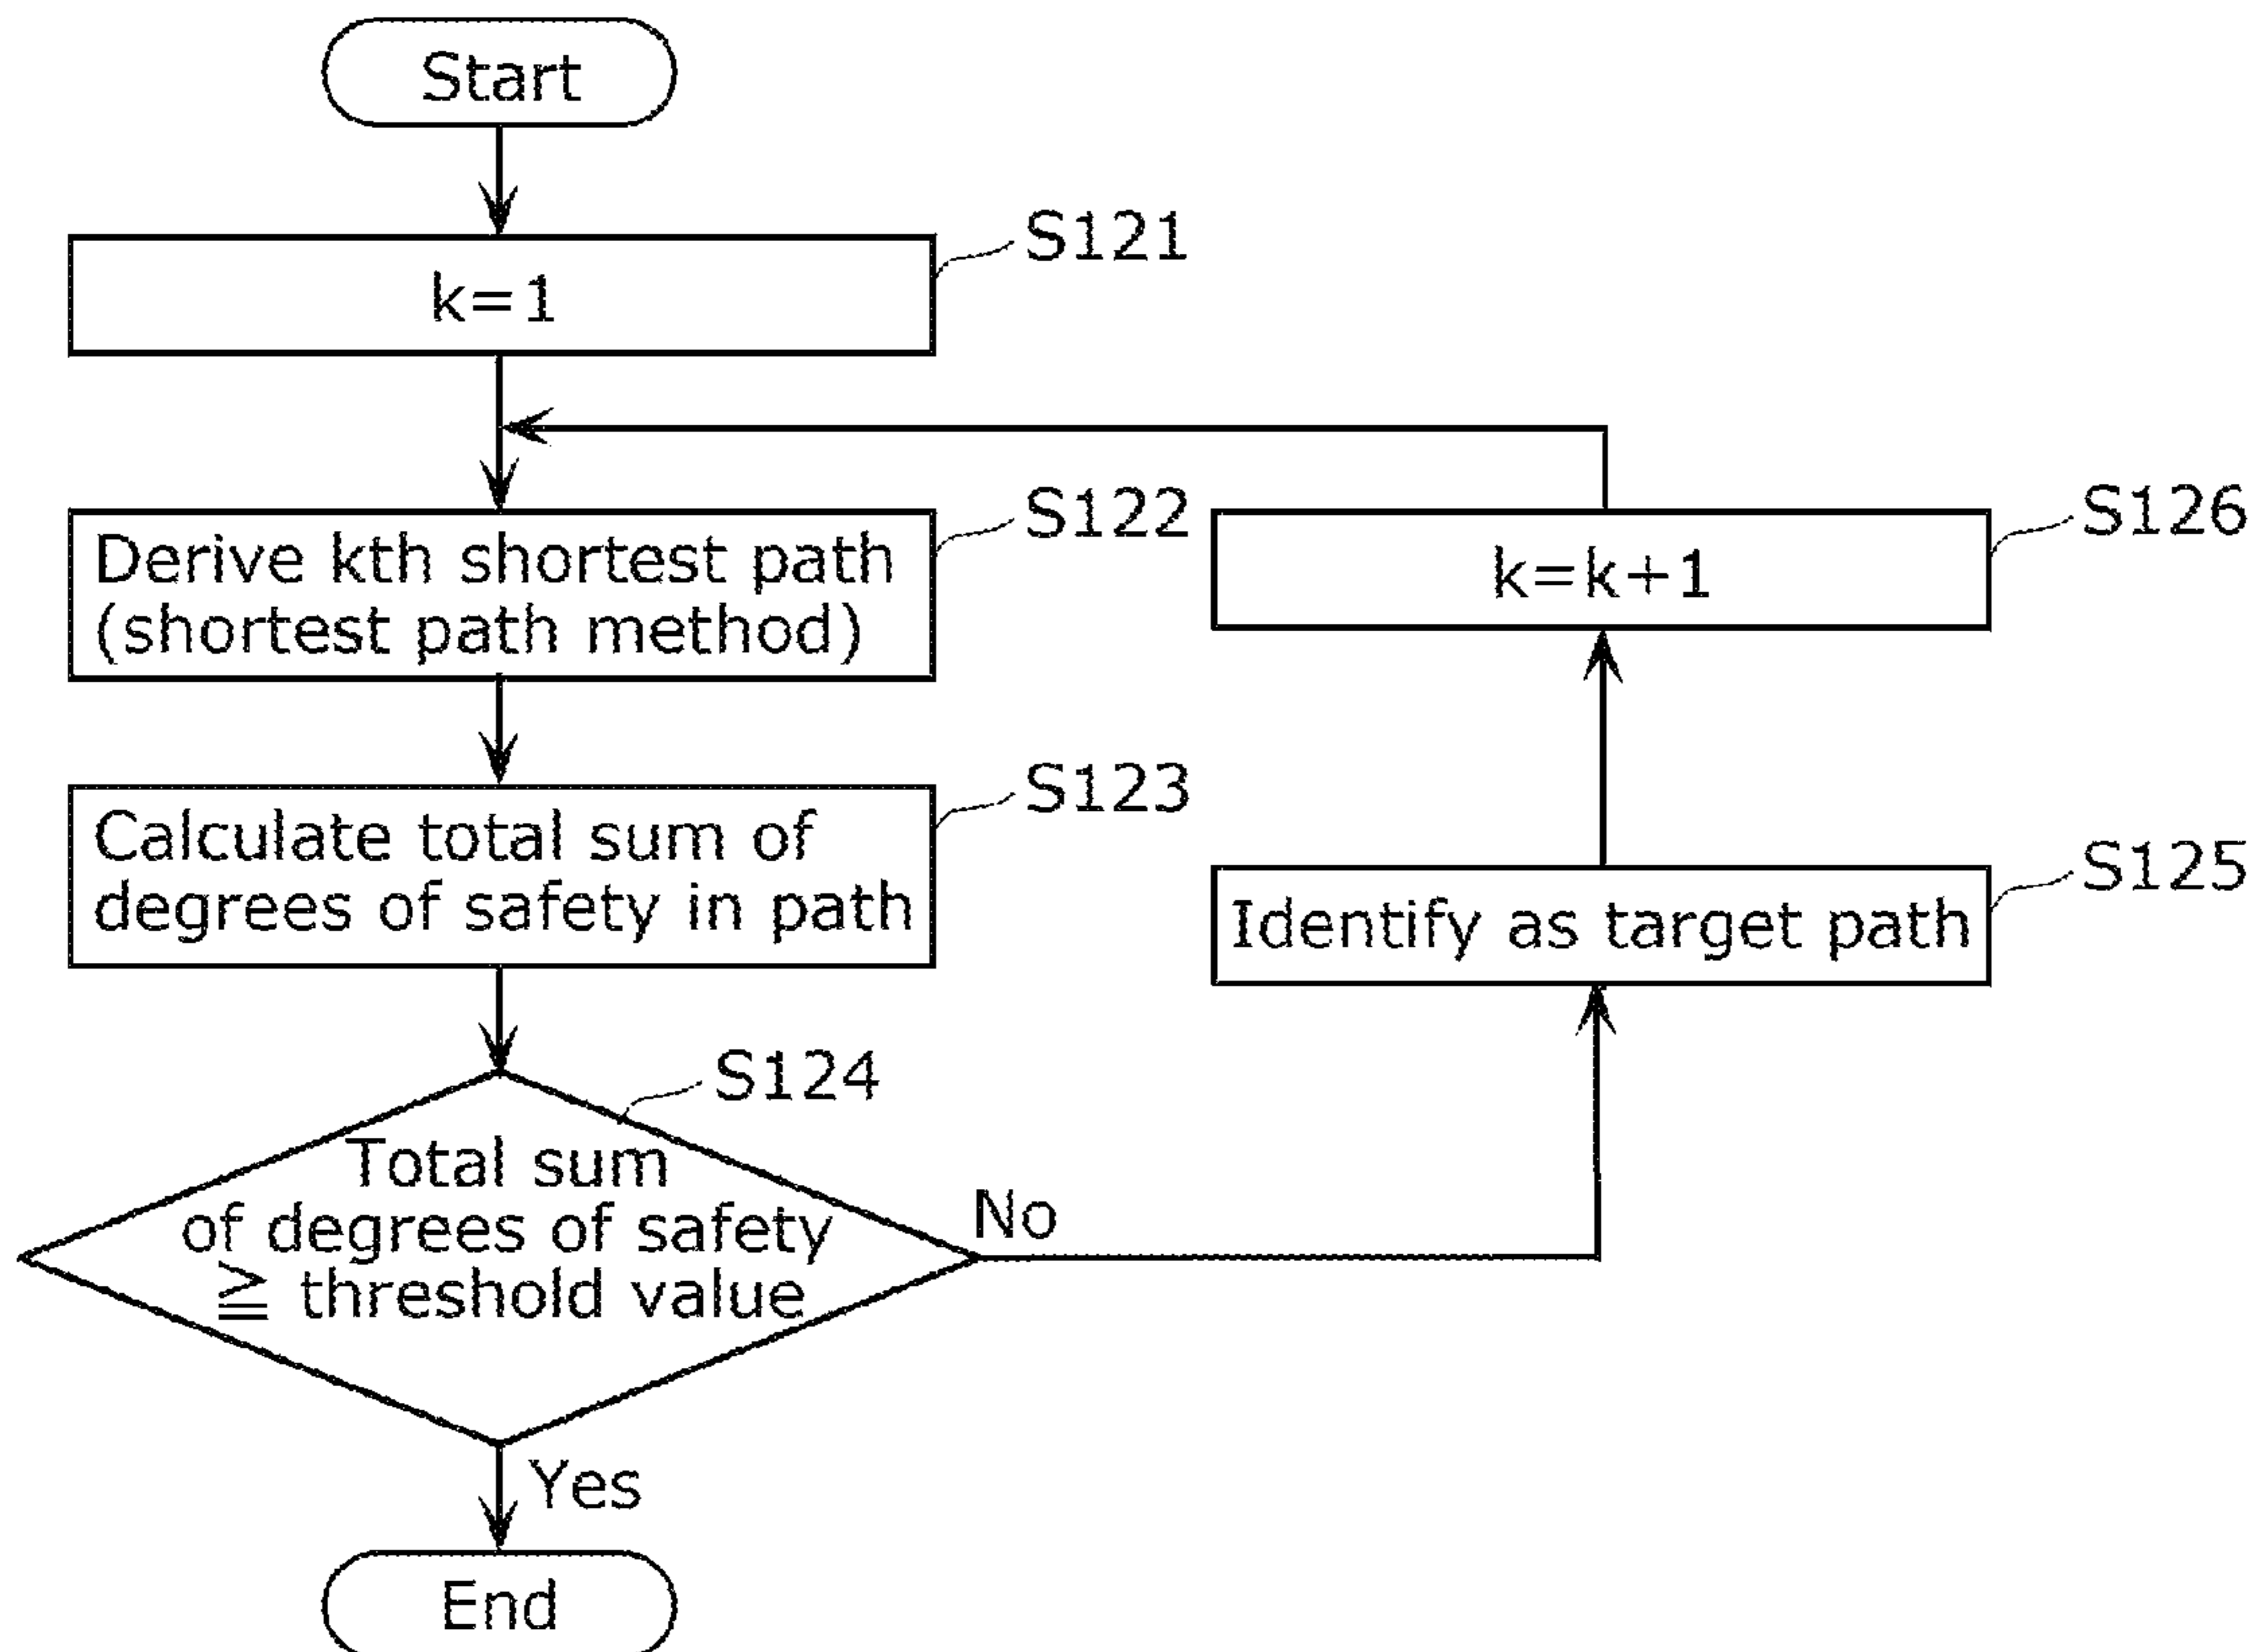 Start
S121
k=1
S122
Derive kth shortest path
(shortest path method)
S123
Calculate total sum of
degrees of safety in path
S124
Total sum
of degrees of safety
≧ threshold value
No
Yes
End
S126
k=k+1
S125
Identify as target path